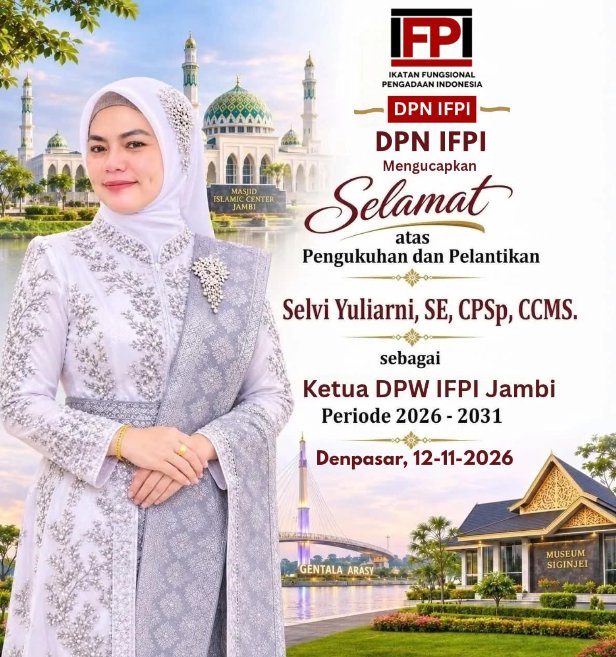 IFPI
IKATAN FUNGSIONAL
PENGADAAN INDONESIA
DPN IFPI
DPN IFPI
Mengucapkan
Selamat
atas
Pengukuhan dan Pelantikan
Selvi Yuliarni, SE, CPSp, CCMS.
sebagai
Ketua DPW IFPI Jambi
Periode 2026 - 2031
Denpasar, 12-11-2026
MASJID
ISLAMIC CENTER
JAMBI
GENTALA ARASY
MUSEUM
SIGINJEI